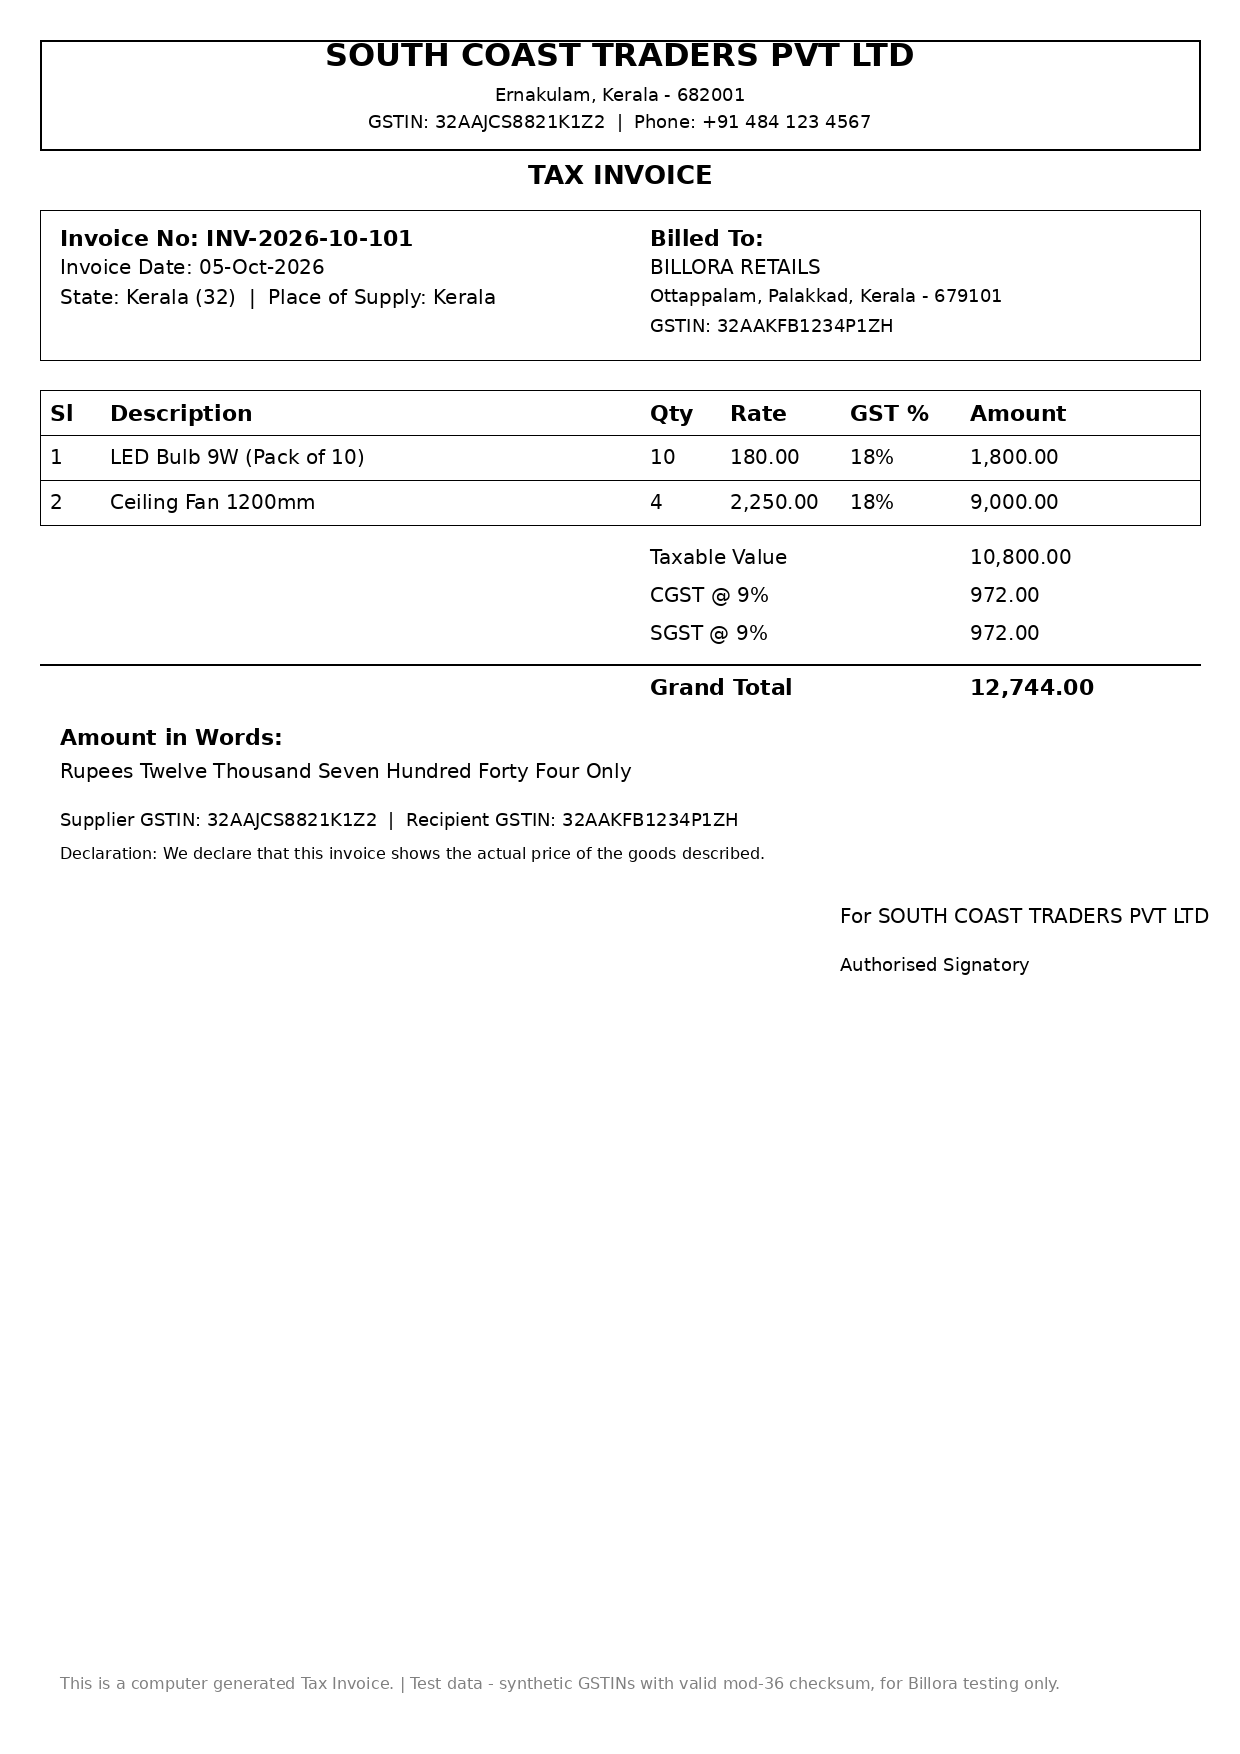 SOUTH COAST TRADERS PVT LTD
Ernakulam, Kerala - 682001
GSTIN: 32AAJCS8821K1Z2 | Phone: +91 484 123 4567
TAX INVOICE
Invoice No: INV-2026-10-101
Invoice Date: 05-Oct-2026
State: Kerala (32) | Place of Supply: Kerala
Billed To:
BILLORA RETAILS
Ottappalam, Palakkad, Kerala - 679101
GSTIN: 32AAKFB1234P1ZH
Sl Description Qty Rate GST % Amount
1 LED Bulb 9W (Pack of 10) 10 180.00 18% 1,800.00
2 Ceiling Fan 1200mm 4 2,250.00 18% 9,000.00
Taxable Value 10,800.00
CGST @ 9% 972.00
SGST @ 9% 972.00
Grand Total 12,744.00
Amount in Words:
Rupees Twelve Thousand Seven Hundred Forty Four Only
Supplier GSTIN: 32AAJCS8821K1Z2 | Recipient GSTIN: 32AAKFB1234P1ZH
Declaration: We declare that this invoice shows the actual price of the goods described.
For SOUTH COAST TRADERS PVT LTD
Authorised Signatory
This is a computer generated Tax Invoice. | Test data - synthetic GSTINs with valid mod-36 checksum, for Billora testing only.